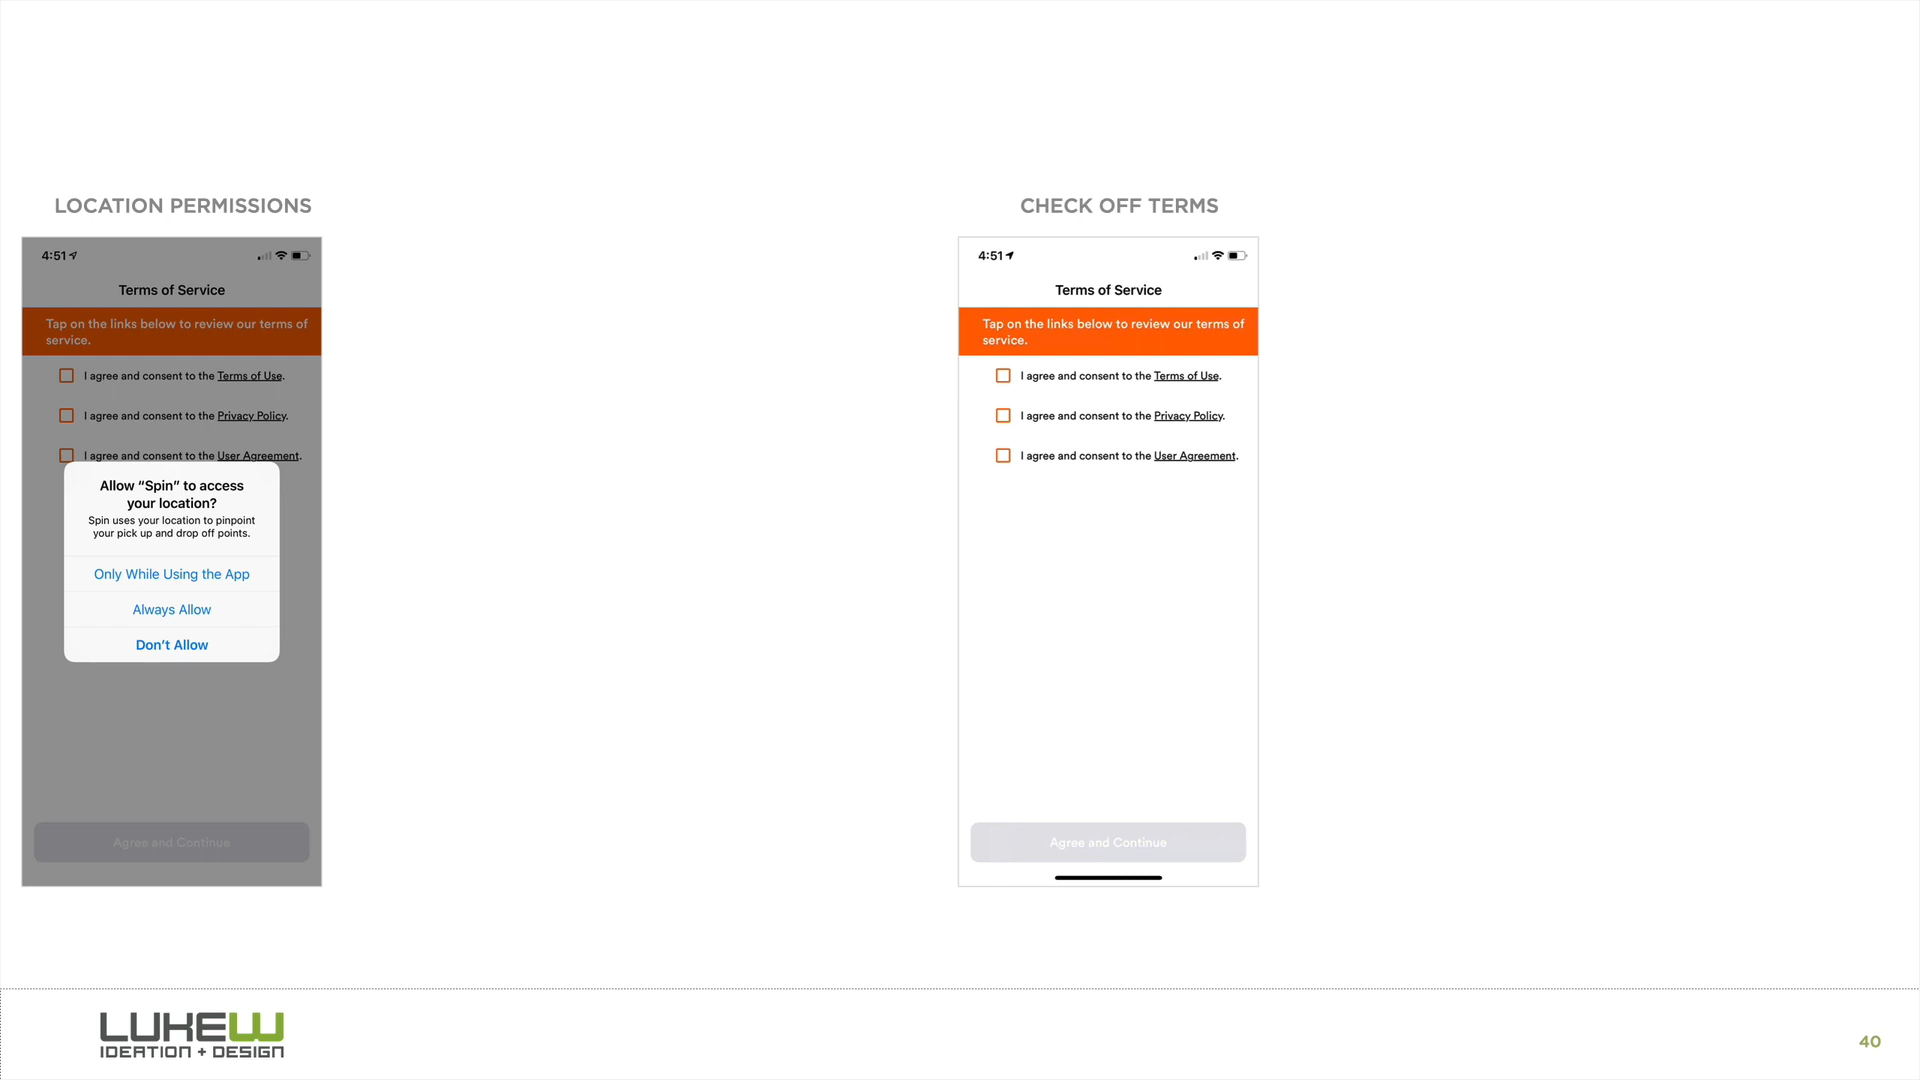 LOCATION PERMISSIONS
4:51
Terms of Service
Tap on the links below to review our terms of
service.
I agree and consent to the Terms of Use.
I agree and consent to the Privacy Policy.
I agree and consent to the User Agreement.
Allow “Spin” to access
your location?
Spin uses your location to pinpoint
your pick up and drop off points.
Only While Using the App
Always Allow
Don’t Allow
Agree and Continue
CHECK OFF TERMS
4:51
Terms of Service
Tap on the links below to review our terms of
service.
I agree and consent to the Terms of Use.
I agree and consent to the Privacy Policy.
I agree and consent to the User Agreement.
Agree and Continue
LUKEW
IDEATION + DESIGN
40